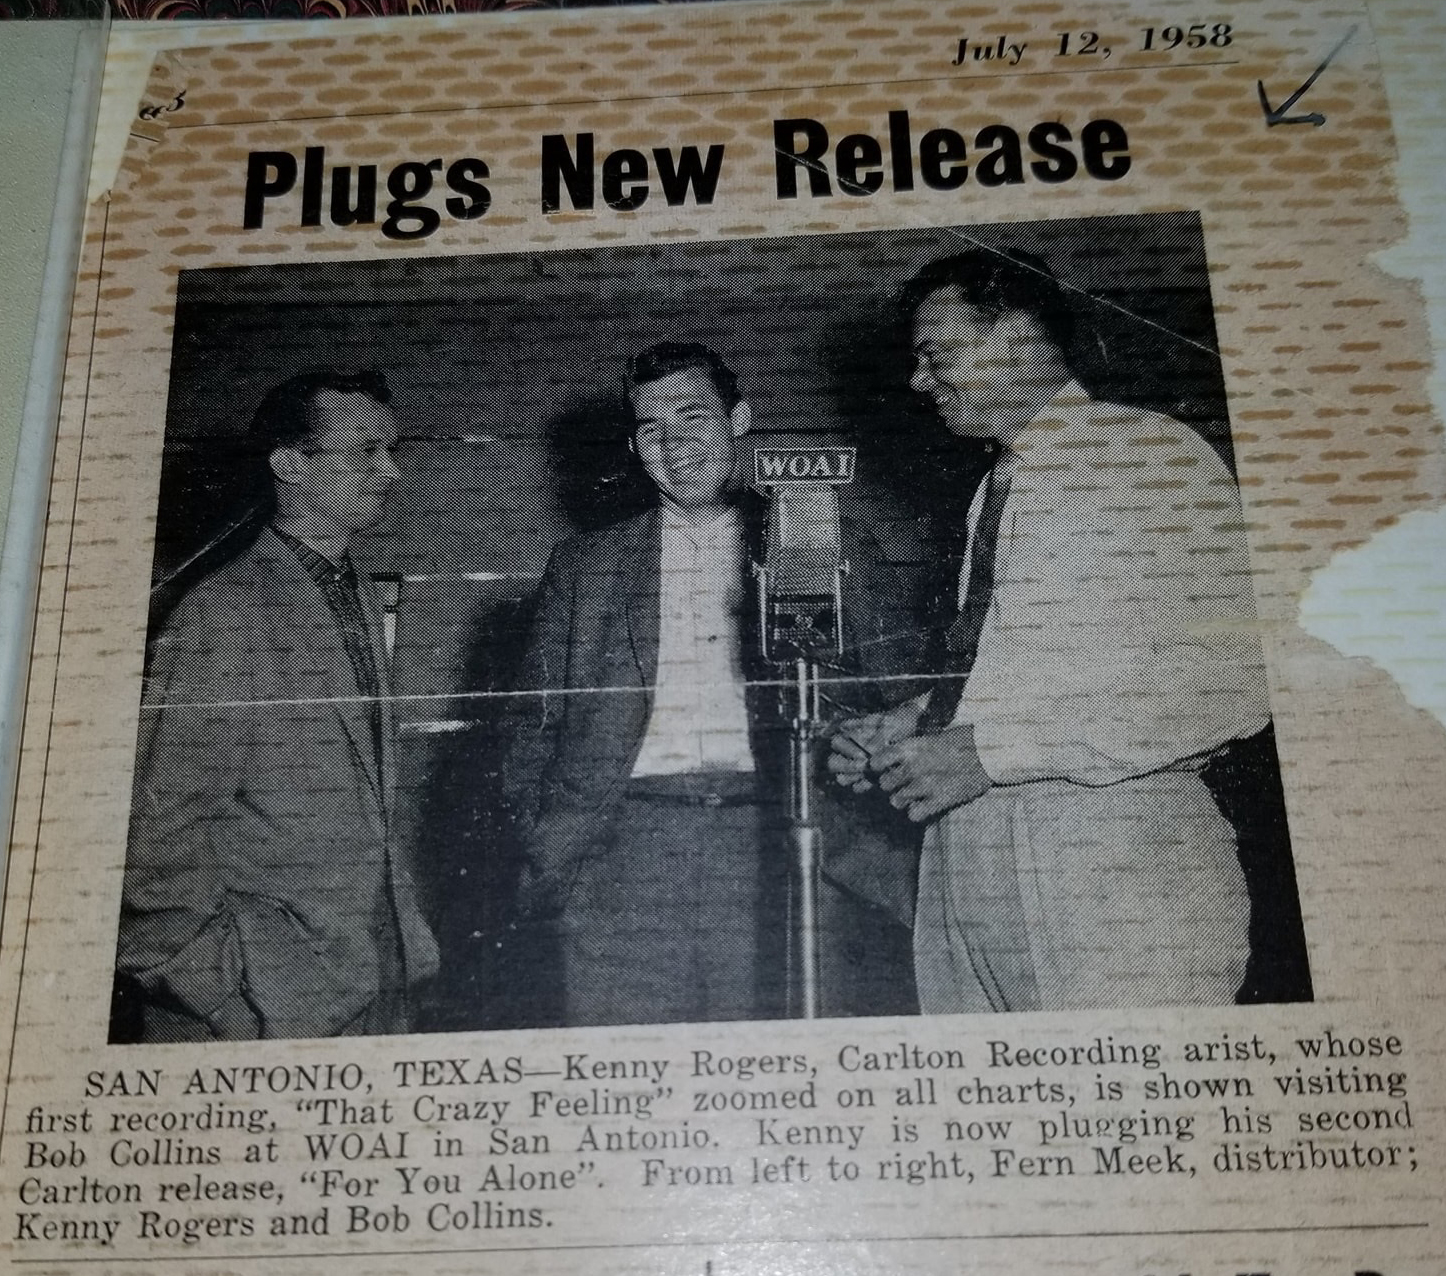 July 12, 1958
Plugs New Release
WOAI
SAN ANTONIO, TEXAS—Kenny Rogers, Carlton Recording arist, whose
first recording, “That Crazy Feeling” zoomed on all charts, is shown visiting
Bob Collins at WOAI in San Antonio. Kenny is now plugging his second
Carlton release, “For You Alone”. From left to right, Fern Meek, distributor;
Kenny Rogers and Bob Collins.